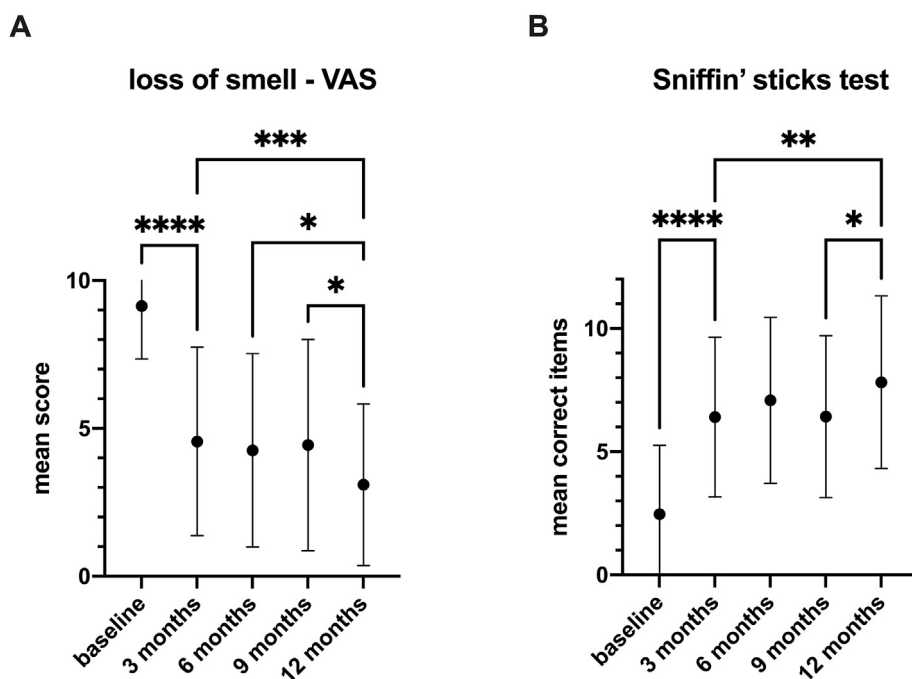 A
loss of smell - VAS
***
****
*
*
10
5
0
mean score
baseline
3 months
6 months
9 months
12 months
B
Sniffin’ sticks test
**
****
*
10
5
0
mean correct items
baseline
3 months
6 months
9 months
12 months